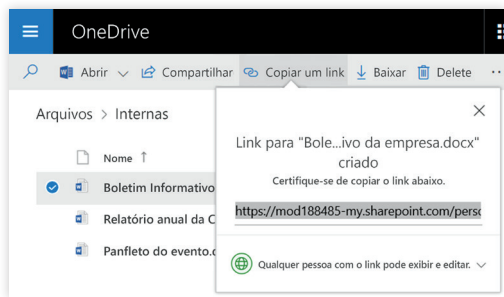 OneDrive
Abrir Compartilhar Copiar um link Baixar Delete
Arquivos > Internas
Nome ↑
Boletim Informativo
Relatório anual da C
Panfleto do evento.
Link para "Bole...ivo da empresa.docx"
criado
Certifique-se de copiar o link abaixo.
https://mod188485-my.sharepoint.com/perso
Qualquer pessoa com o link pode exibir e editar.